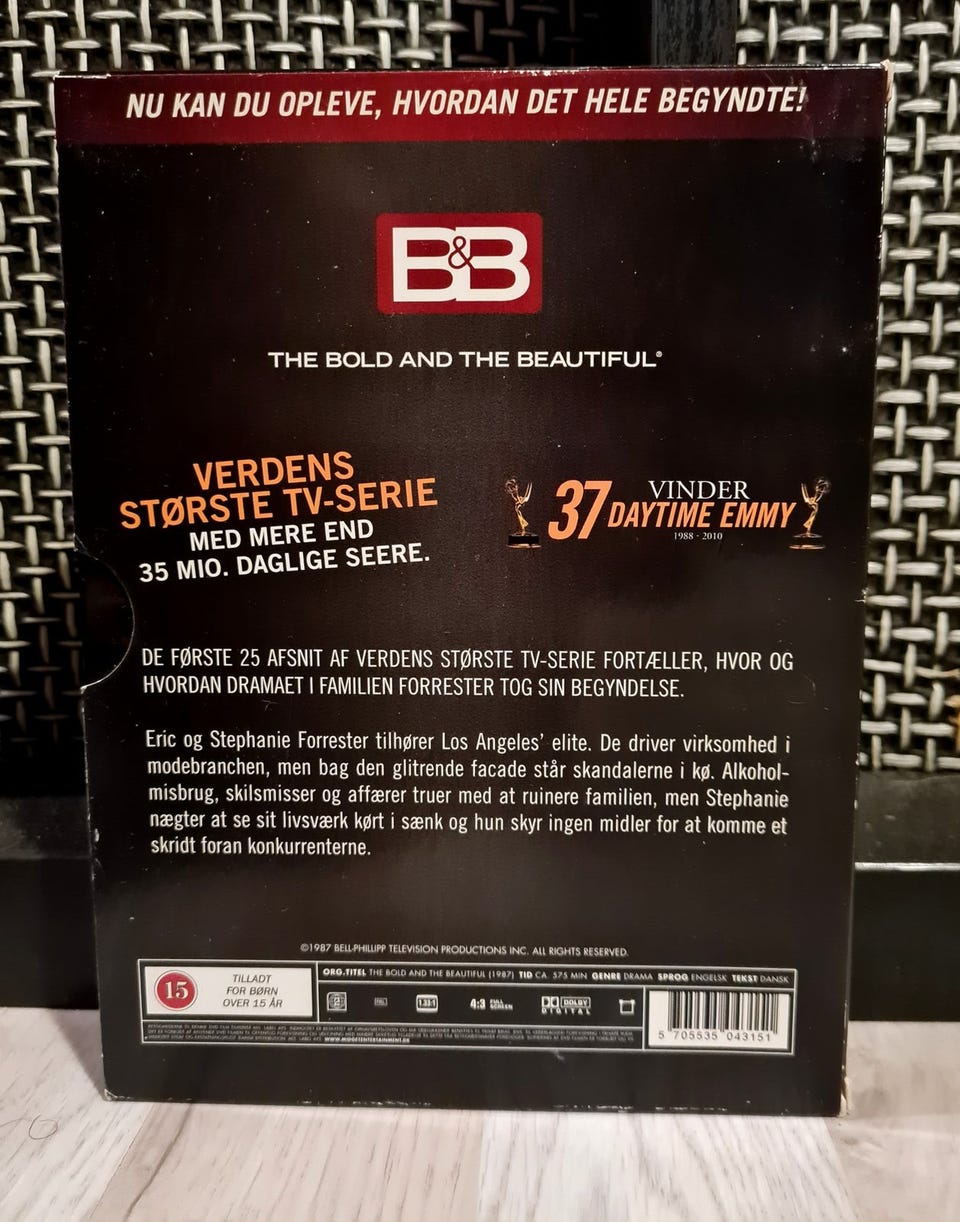 NU KAN DU OPLEVE, HVORDAN DET HELE BEGYNDTE!
B&B
THE BOLD AND THE BEAUTIFUL®
VERDENS
STØRSTE TV-SERIE
MED MERE END
35 MIO. DAGLIGE SEERE.
37 VINDER
DAYTIME EMMY
1988 - 2010
DE FØRSTE 25 AFSNIT AF VERDENS STØRSTE TV-SERIE FORTÆLLER, HVOR OG
HVORDAN DRAMAET I FAMILIEN FORRESTER TOG SIN BEGYNDELSE.
Eric og Stephanie Forrester tilhører Los Angeles’ elite. De driver virksomhed i
modebranchen, men bag den glitrende facade står skandalerne i kø. Alkohol-
misbrug, skilsmisser og affærer truer med at ruinere familien, men Stephanie
nægter at se sit livsværk kørt i sænk og hun skyr ingen midler for at komme et
skridt foran konkurrenterne.
©1987 BELL-PHILLIPP TELEVISION PRODUCTIONS INC. ALL RIGHTS RESERVED.
ORG.TITEL THE BOLD AND THE BEAUTIFUL (1987) TID CA. 575 MIN GENRE DRAMA SPROG ENGELSK TEKST DANSK
15
TILLADT
FOR BØRN
OVER 15 ÅR
2
PAL
1.33:1
4:3 FULL SCREEN
DOLBY
DIGITAL
5 705535 043151